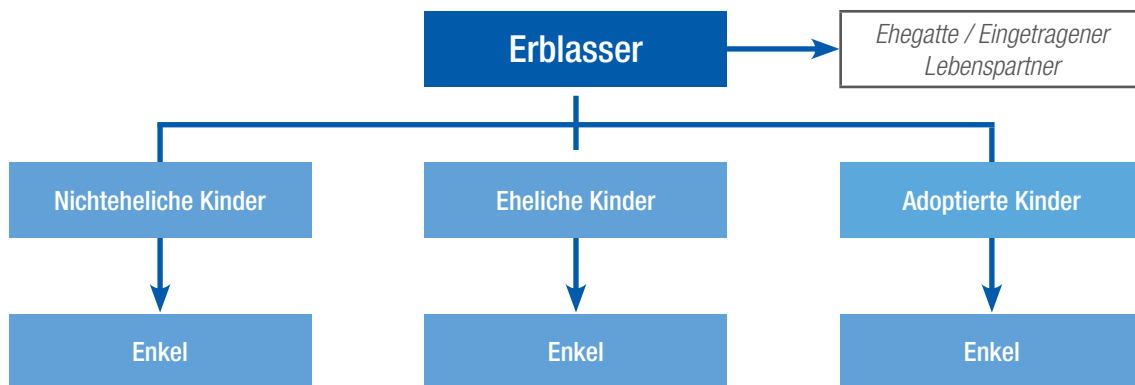 Erblasser
Ehegatte / Eingetragener
Lebenspartner
Nichteheliche Kinder
Eheliche Kinder
Adoptierte Kinder
Enkel
Enkel
Enkel